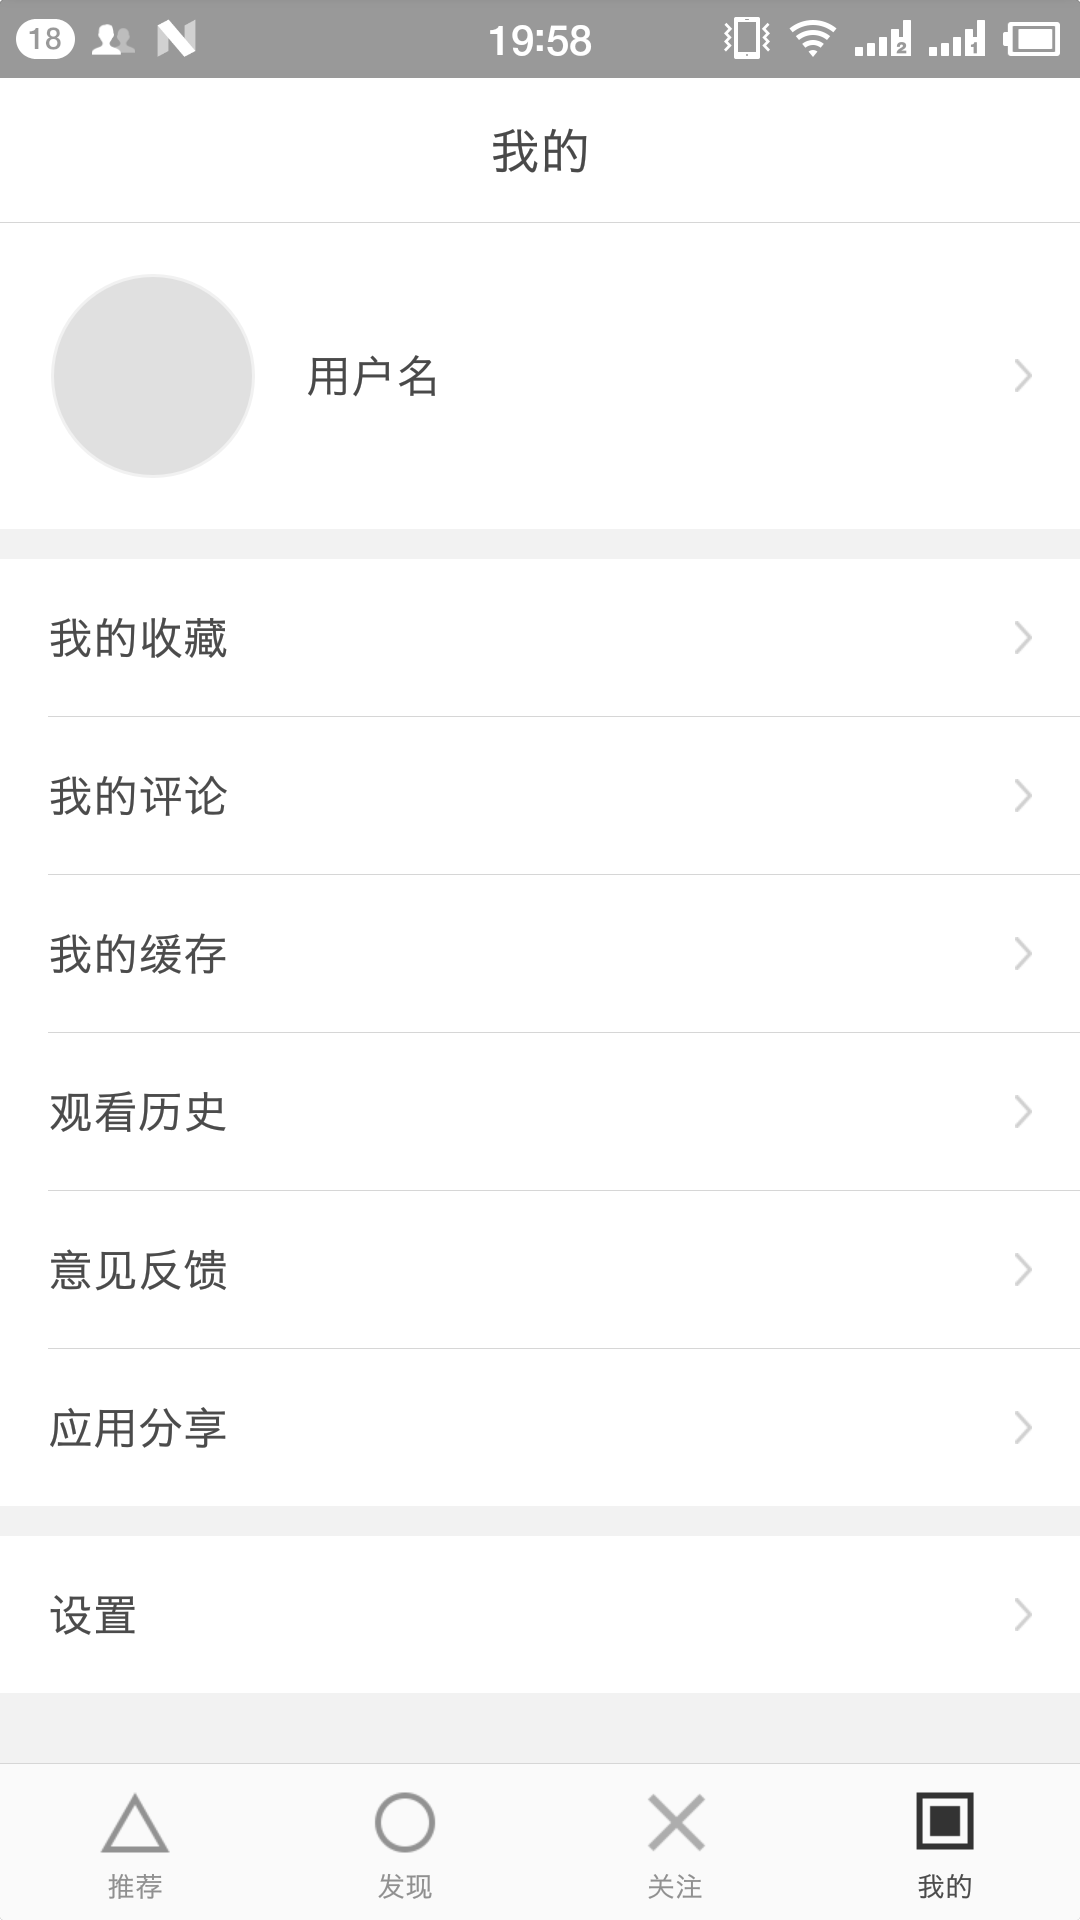 18 19:58 2 1
我的
用户名
我的收藏
我的评论
我的缓存
观看历史
意见反馈
应用分享
设置
推荐 发现 关注 我的